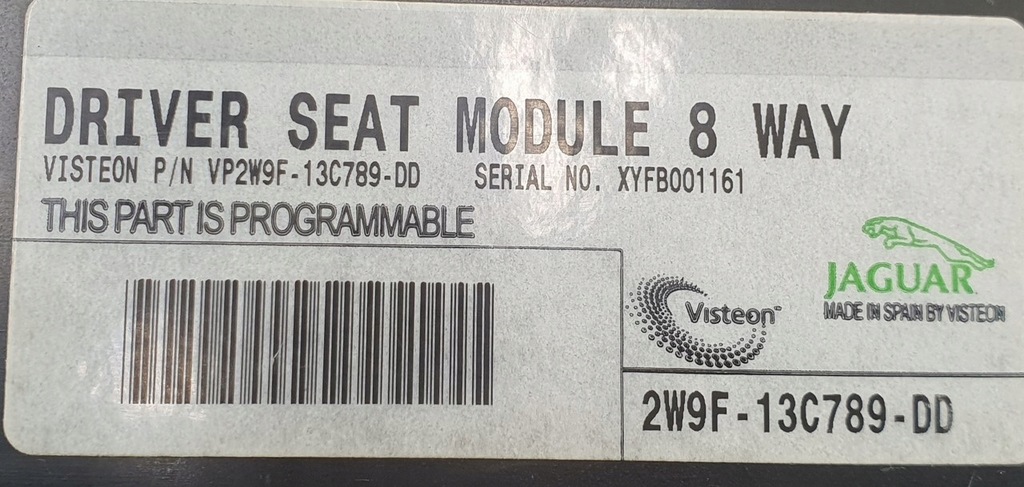 DRIVER SEAT MODULE 8 WAY
VISTEON P/N VP2W9F-13C789-DD SERIAL NO. XYFB001161
THIS PART IS PROGRAMMABLE
JAGUAR
MADE IN SPAIN BY VISTEON
Visteon™
2W9F-13C789-DD